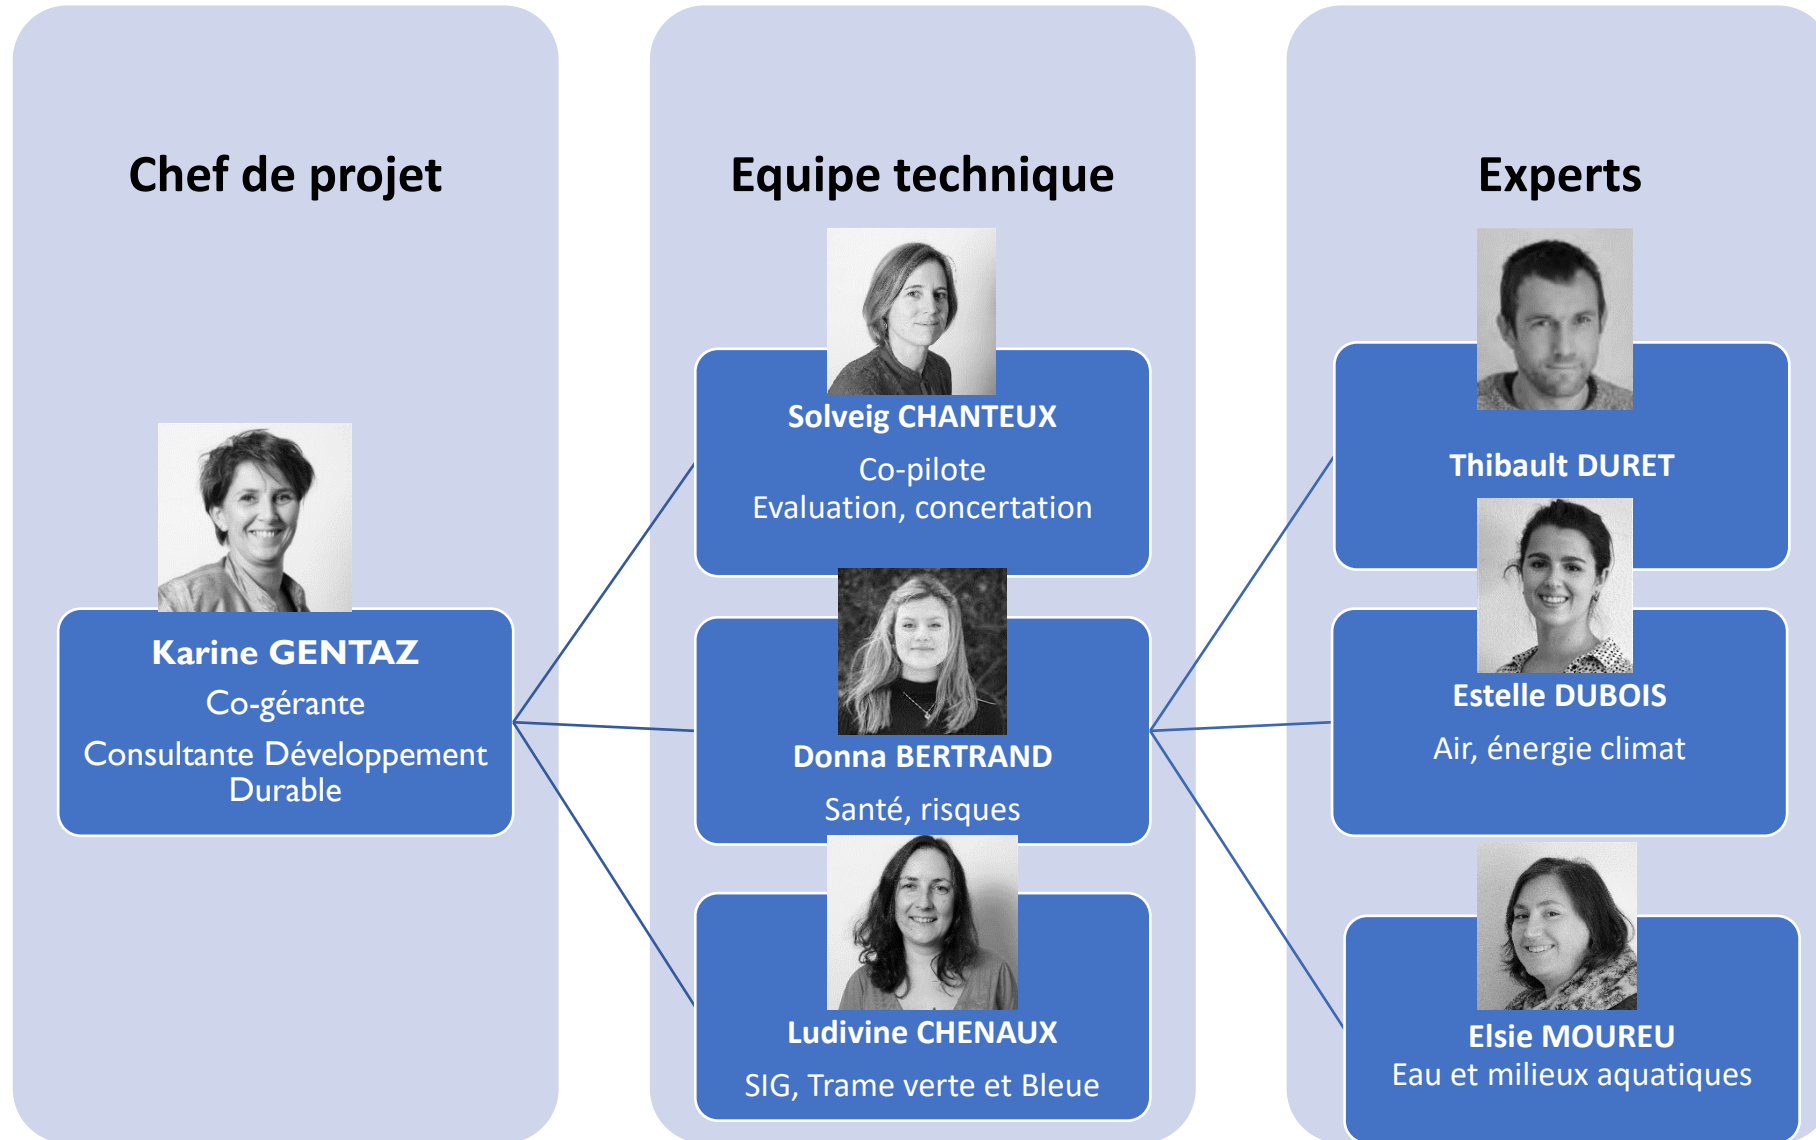 Chef de projet
Karine GENTAZ
Co-gérante
Consultante Développement
Durable
Equipe technique
Solveig CHANTEUX
Co-pilote
Evaluation, concertation
Donna BERTRAND
Santé, risques
Ludivine CHENAUX
SIG, Trame verte et Bleue
Experts
Thibault DURET
Estelle DUBOIS
Air, énergie climat
Elsie MOUREU
Eau et milieux aquatiques